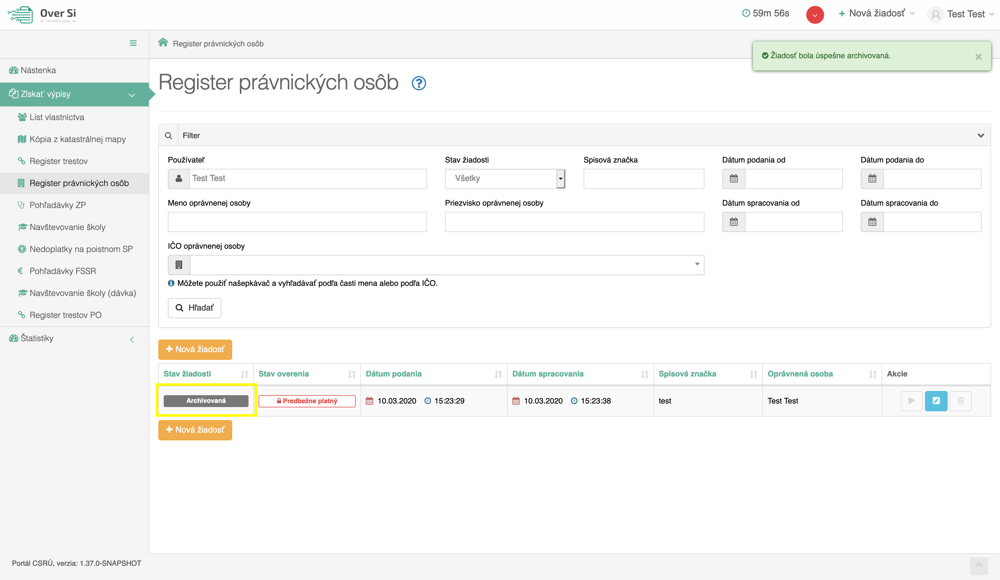 Over Si
Centrálne údaje
59m 56s
Nová žiadosť
Test Test
Register právnických osôb
Žiadosť bola úspešne archivovaná.
Nástenka
Získať výpisy
List vlastníctva
Kópia z katastrálnej mapy
Register trestov
Register právnických osôb
Pohľadávky ZP
Navštevovanie školy
Nedoplatky na poistnom SP
Pohľadávky FSSR
Navštevovanie školy (dávka)
Register trestov PO
Štatistiky
Register právnických osôb
Filter
Používateľ
Stav žiadosti
Spisová značka
Dátum podania od
Dátum podania do
Test Test
Všetky
Meno oprávnenej osoby
Priezvisko oprávnenej osoby
Dátum spracovania od
Dátum spracovania do
IČO oprávnenej osoby
Môžete použiť našepkávač a vyhľadávať podľa časti mena alebo podľa IČO.
Hľadať
Nová žiadosť
Stav žiadosti Stav overenia Dátum podania Dátum spracovania Spisová značka Oprávnená osoba Akcie
Archivovaná Predbežne platný 10.03.2020 15:23:29 10.03.2020 15:23:38 test Test Test
Nová žiadosť
Portál CSRÚ, verzia: 1.37.0-SNAPSHOT